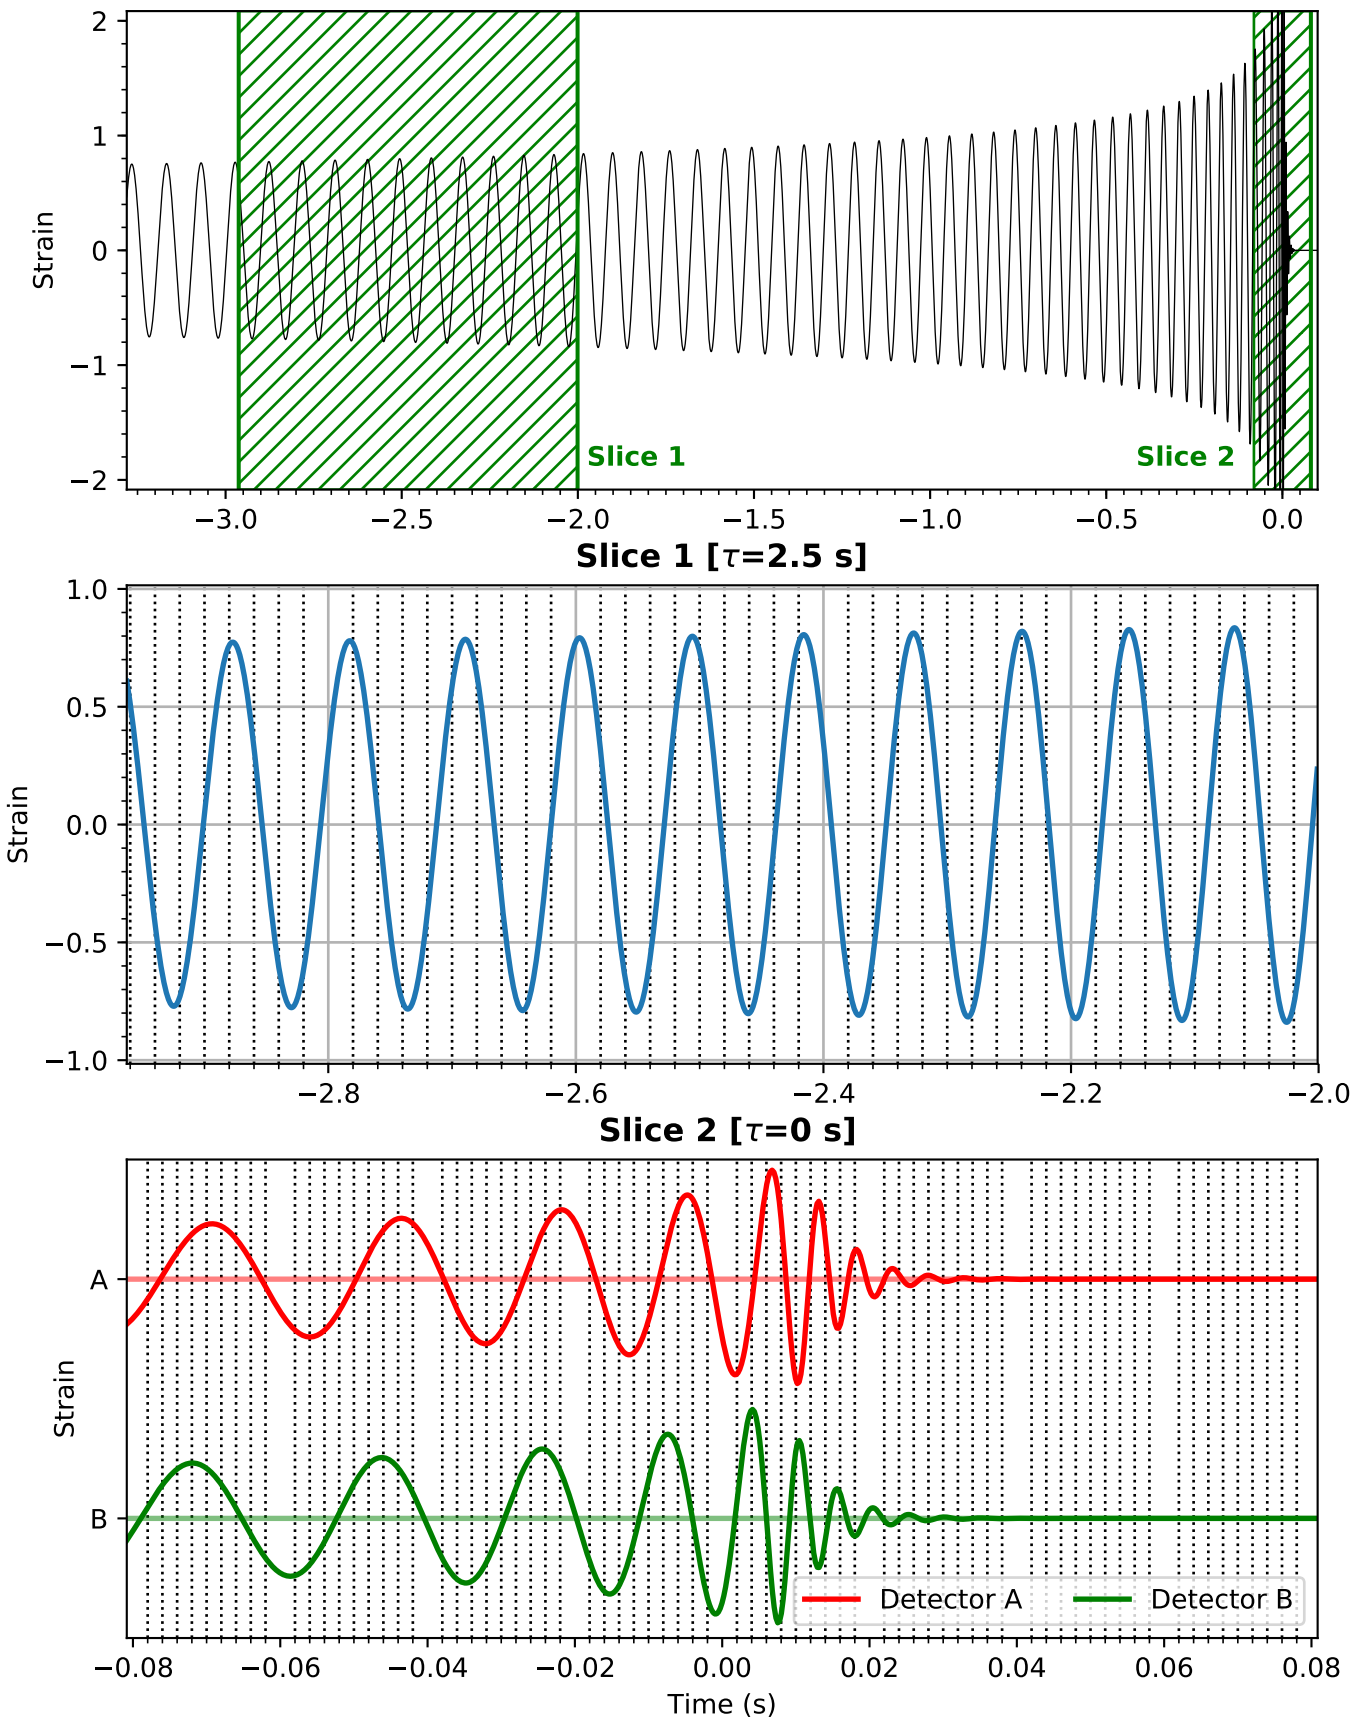 2
1
0
−1
−2
Strain
−3.0 −2.5 −2.0 −1.5 −1.0 −0.5 0.0
Slice 1
Slice 2
Slice 1 [τ=2.5 s]
1.0
0.5
0.0
−0.5
−1.0
Strain
−2.8 −2.6 −2.4 −2.2 −2.0
Slice 2 [τ=0 s]
A
B
Strain
Detector A Detector B
−0.08 −0.06 −0.04 −0.02 0.00 0.02 0.04 0.06 0.08
Time (s)